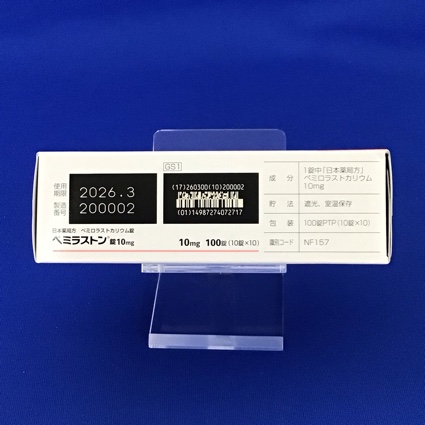 使用
期限
2026.3
製造
番号
200002
日本薬局方 ペミロラストカリウム錠
ペミラストン®錠10mg
GS1
(17)260300(10)200002
(01)14987274072717
10mg 100錠(10錠×10)
成分
1錠中「日本薬局方」
ペミロラストカリウム
10mg
貯法
遮光、室温保存
包装
100錠PTP(10錠×10)
識別コード
NF157